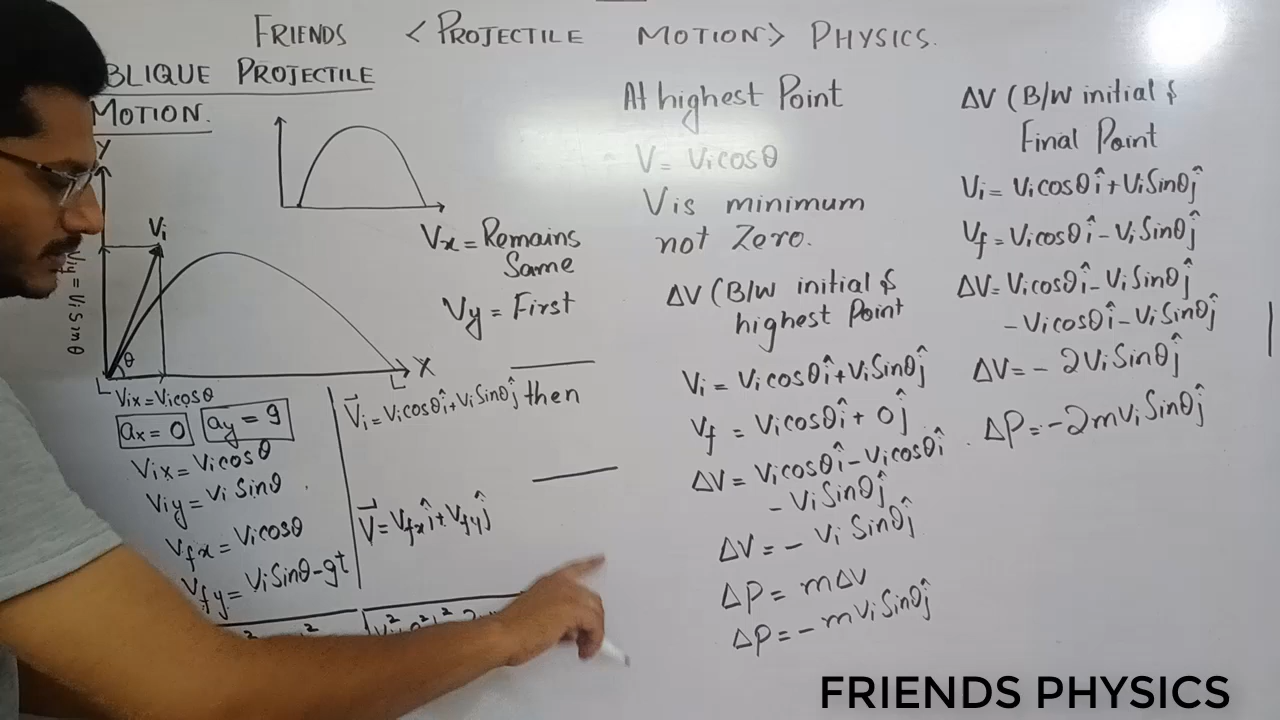 FRIENDS < PROJECTILE MOTION > PHYSICS.
BLIQUE PROJECTILE
MOTION.
Y
Vi
Viy = Vi Sinθ
θ
X
Vix = Vicosθ
ax = 0
ay = g
Vix = Vicosθ
Viy = Vi Sinθ
Vfx = Vicosθ
Vfy = ViSinθ-gt
Vx = Remains
Same
Vy = First
V⃗i = Vicosθî + ViSinθĵ then
V⃗ = Vfxî + Vfyĵ
At highest Point
V = Vicosθ
V is minimum
not Zero.
ΔV (B/W initial &
highest Point
Vi = Vicosθî + ViSinθĵ
Vf = Vicosθî + 0ĵ
ΔV = Vicosθî - Vicosθî
- ViSinθĵ
ΔV = - Vi Sinθĵ
ΔP = mΔV
ΔP = - mViSinθĵ
ΔV (B/W initial &
Final Point
Vi = Vicosθî + ViSinθĵ
Vf = Vicosθî - ViSinθĵ
ΔV = Vicosθî - ViSinθĵ
- Vicosθî - ViSinθĵ
ΔV = - 2ViSinθĵ
ΔP = -2mViSinθĵ
FRIENDS PHYSICS